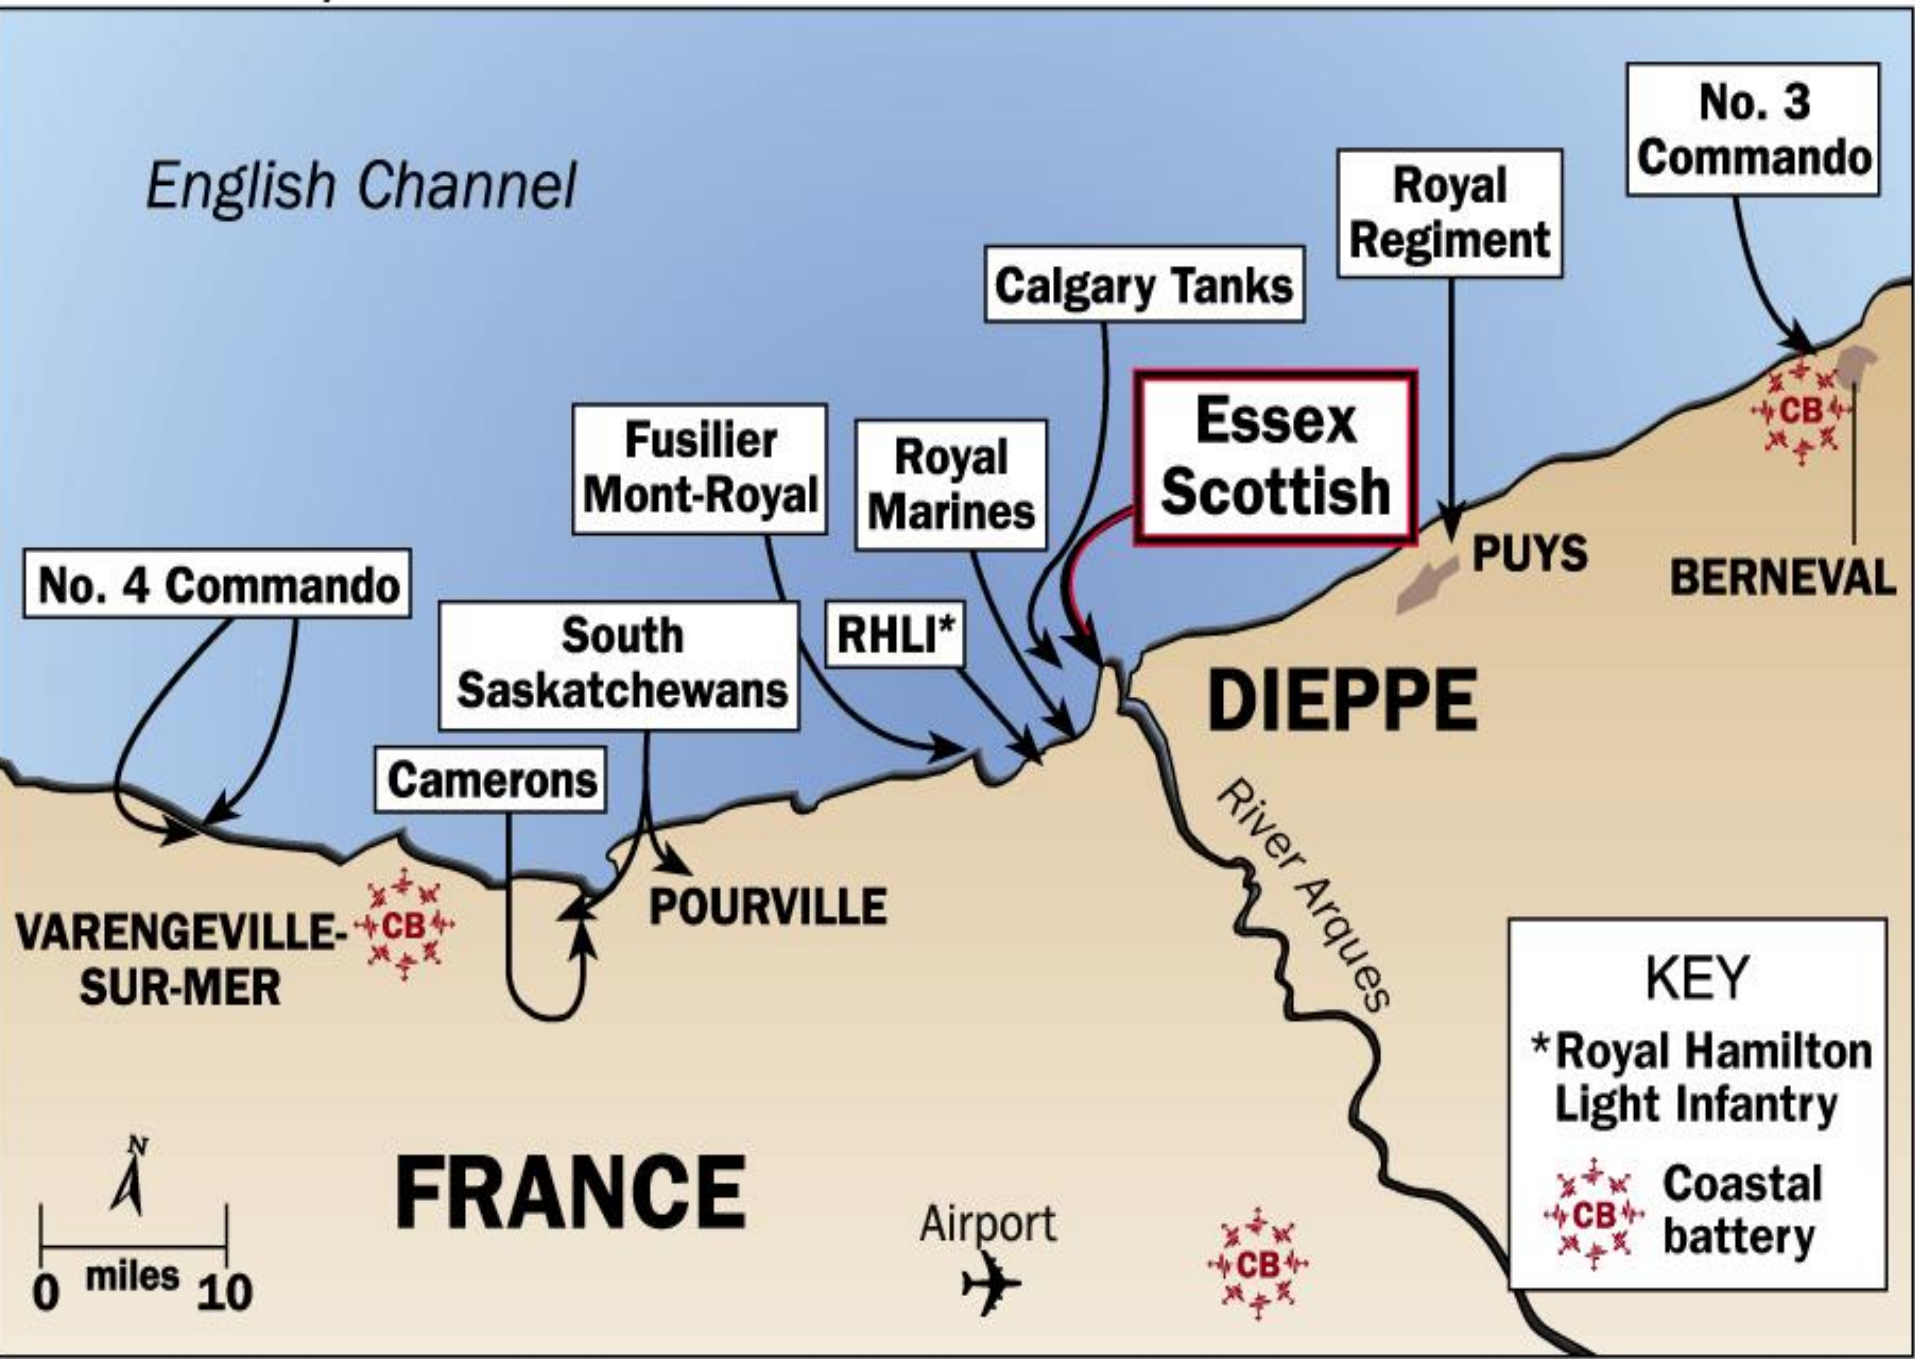 English Channel
No. 3
Commando
Royal
Regiment
Calgary Tanks
Essex
Scottish
Fusilier
Mont-Royal
Royal
Marines
No. 4 Commando
South
Saskatchewans
RHLI*
Camerons
PUYS
BERNEVAL
CB
DIEPPE
River Arques
VARENGEVILLE-
SUR-MER
CB
POURVILLE
FRANCE
Airport
CB
N
0 miles 10
KEY
*Royal Hamilton
Light Infantry
CB
Coastal
battery